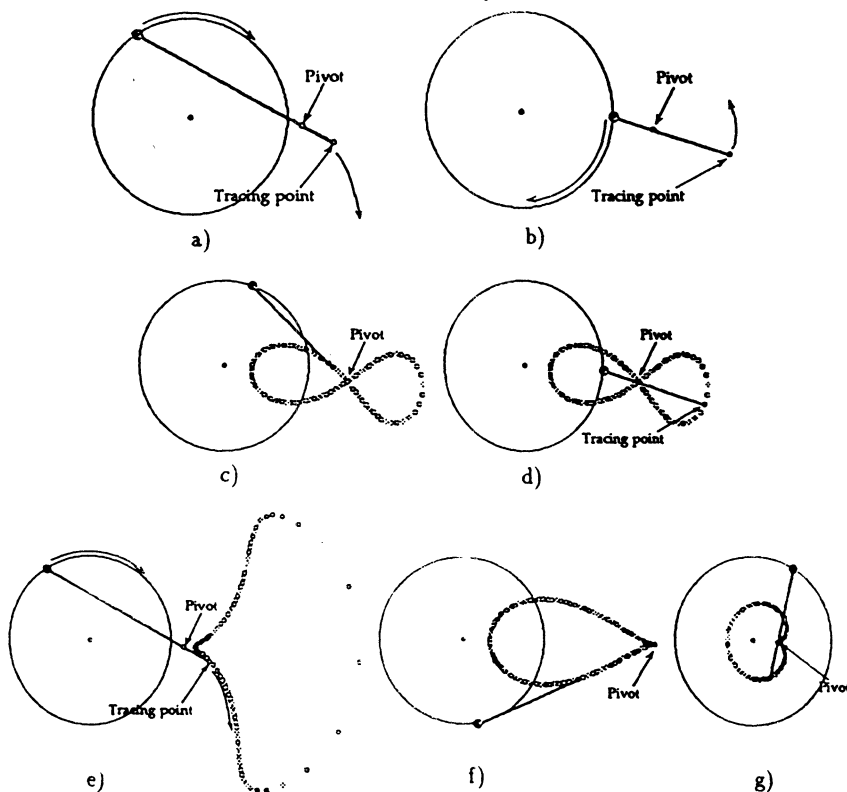 Pivot
Tracing point
a)
Pivot
Tracing point
b)
Pivot
c)
Pivot
Tracing point
d)
Pivot
Tracing point
e)
Pivot
f)
Pivot
g)